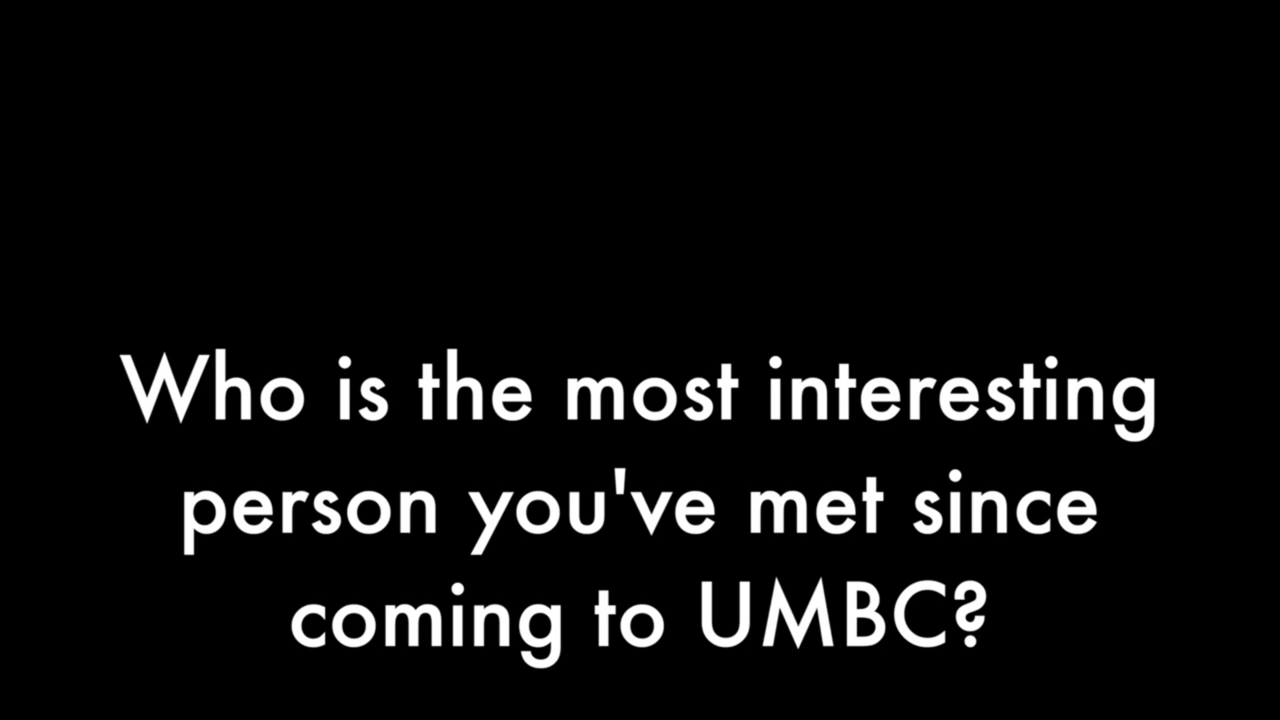 Who is the most interesting
person you've met since
coming to UMBC?